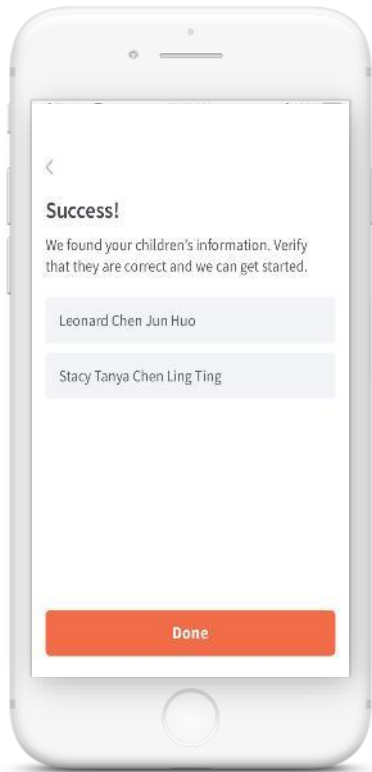 Success!
We found your children's information. Verify
that they are correct and we can get started.
Leonard Chen Jun Huo
Stacy Tanya Chen Ling Ting
Done